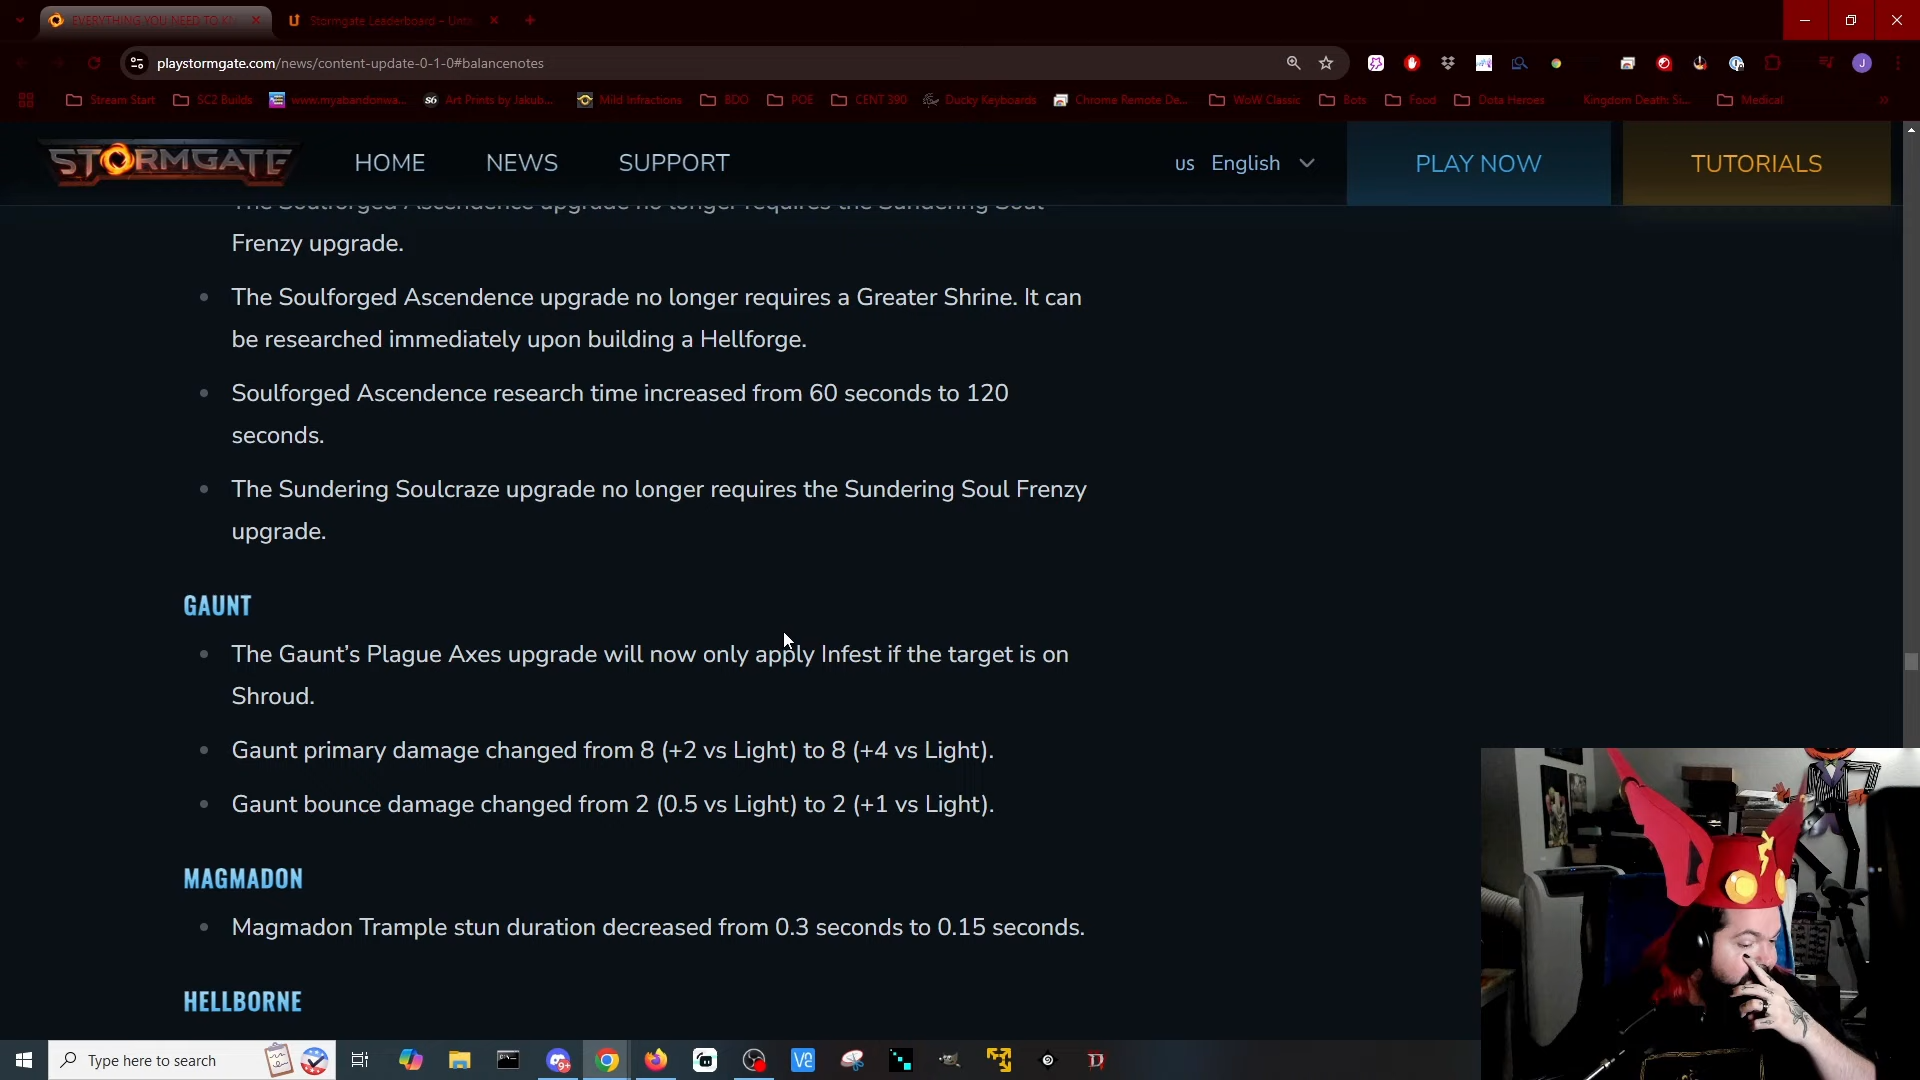 EVERYTHING YOU NEED TO K
Stormgate Leaderboard – Unta
playstormgate.com/news/content-update-0-1-0#balancenotes
Stream Start
SC2 Builds
www.myabandonwa...
Art Prints by Jakub...
Mild Infractions
BDO
POE
CENT 390
Ducky Keyboards
Chrome Remote De...
WoW Classic
Bots
Food
Dota Heroes
Kingdom Death: Si...
Medical
STORMGATE
HOME
NEWS
SUPPORT
us English
PLAY NOW
TUTORIALS
The Soulforged Ascendence upgrade no longer requires the Sundering Soul
Frenzy upgrade.
The Soulforged Ascendence upgrade no longer requires a Greater Shrine. It can
be researched immediately upon building a Hellforge.
Soulforged Ascendence research time increased from 60 seconds to 120
seconds.
The Sundering Soulcraze upgrade no longer requires the Sundering Soul Frenzy
upgrade.
GAUNT
The Gaunt’s Plague Axes upgrade will now only apply Infest if the target is on
Shroud.
Gaunt primary damage changed from 8 (+2 vs Light) to 8 (+4 vs Light).
Gaunt bounce damage changed from 2 (0.5 vs Light) to 2 (+1 vs Light).
MAGMADON
Magmadon Trample stun duration decreased from 0.3 seconds to 0.15 seconds.
HELLBORNE
Type here to search